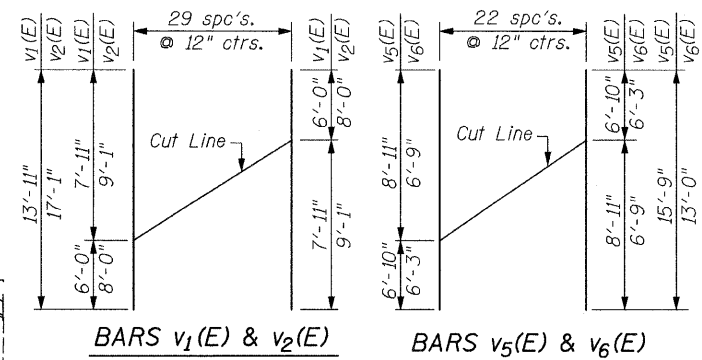 v1(E)
v2(E)
v1(E)
v2(E)
29 spc's.
@ 12" ctrs.
v1(E)
v2(E)
13'-11"
17'-1"
7'-11"
9'-1"
6'-0"
8'-0"
Cut Line
6'-0"
8'-0"
7'-11"
9'-1"
BARS v1(E) & v2(E)
v5(E)
v6(E)
22 spc's.
@ 12" ctrs.
v5(E)
v6(E)
v5(E)
v6(E)
8'-11"
6'-9"
6'-10"
6'-3"
Cut Line
6'-10"
6'-3"
8'-11"
6'-9"
15'-9"
13'-0"
BARS v5(E) & v6(E)